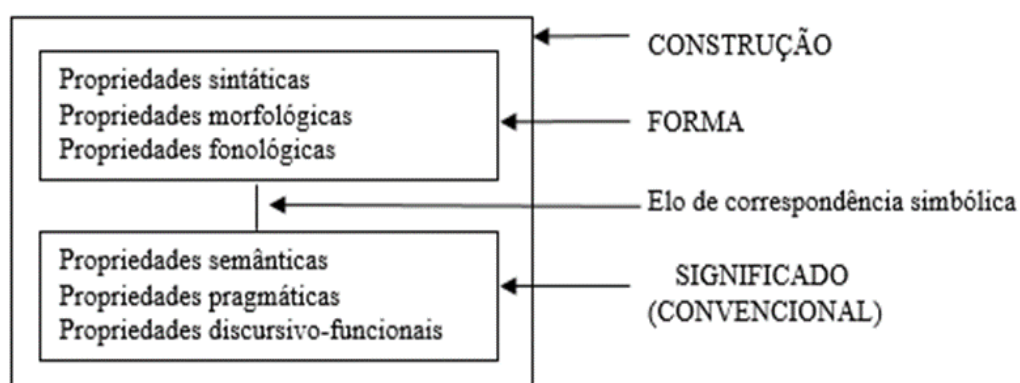 CONSTRUÇÃO
Propriedades sintáticas
Propriedades morfológicas
Propriedades fonológicas
FORMA
Elo de correspondência simbólica
Propriedades semânticas
Propriedades pragmáticas
Propriedades discursivo-funcionais
SIGNIFICADO
(CONVENCIONAL)